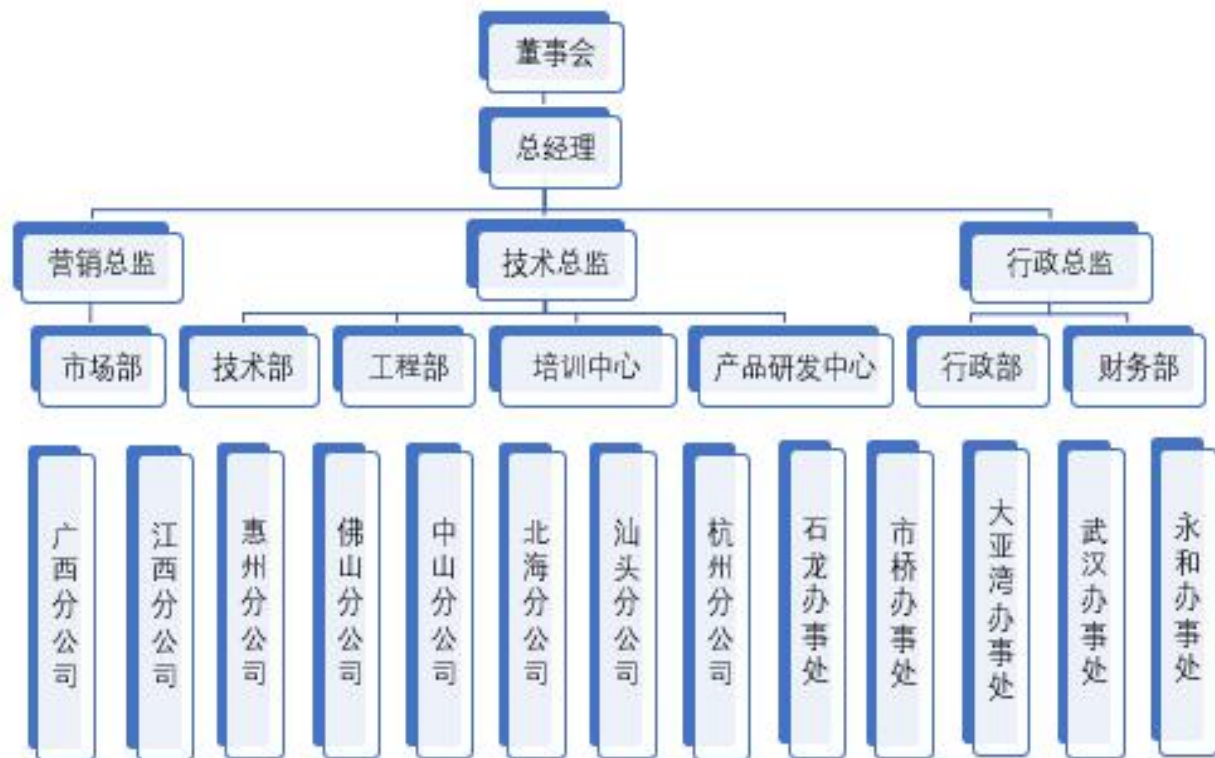 董事会
总经理
营销总监
技术总监
行政总监
市场部
技术部
工程部
培训中心
产品研发中心
行政部
财务部
广西分公司
江西分公司
惠州分公司
佛山分公司
中山分公司
北海分公司
汕头分公司
杭州分公司
石龙办事处
市桥办事处
大亚湾办事处
武汉办事处
永和办事处